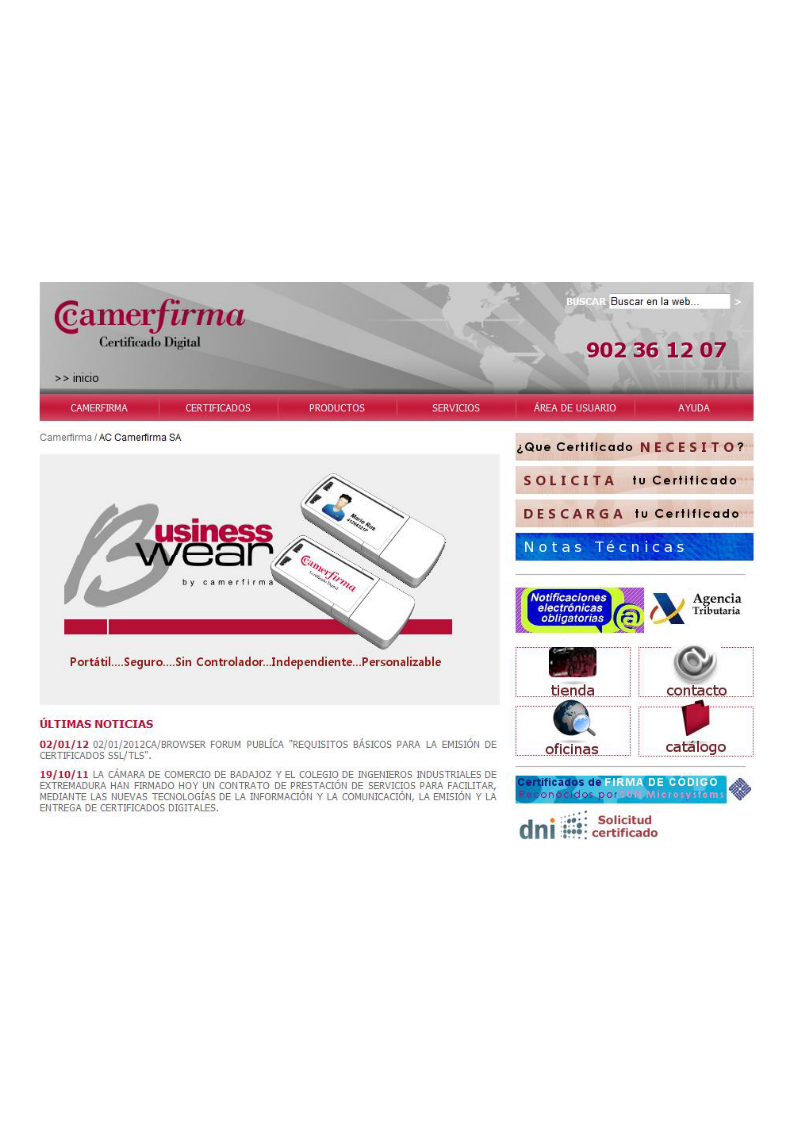 BUSCAR Buscar en la web... >
Camerfirma
Certificado Digital
902 36 12 07
>> inicio
CAMERFIRMA CERTIFICADOS PRODUCTOS SERVICIOS ÁREA DE USUARIO AYUDA
Camerfirma / AC Camerfirma SA
Business
wear
by camerfirma
Mario Ros
Camerfirma
Certificado Digital
Portátil....Seguro....Sin Controlador...Independiente...Personalizable
ÚLTIMAS NOTICIAS
02/01/12 02/01/2012CA/BROWSER FORUM PUBLÍCA "REQUISITOS BÁSICOS PARA LA EMISIÓN DE
CERTIFICADOS SSL/TLS".
19/10/11 LA CÁMARA DE COMERCIO DE BADAJOZ Y EL COLEGIO DE INGENIEROS INDUSTRIALES DE
EXTREMADURA HAN FIRMADO HOY UN CONTRATO DE PRESTACIÓN DE SERVICIOS PARA FACILITAR,
MEDIANTE LAS NUEVAS TECNOLOGÍAS DE LA INFORMACIÓN Y LA COMUNICACIÓN, LA EMISIÓN Y LA
ENTREGA DE CERTIFICADOS DIGITALES.
¿Que Certificado NECESITO?
SOLICITA tu Certificado
DESCARGA tu Certificado
Notas Técnicas
Notificaciones
electrónicas
obligatorias @
Agencia
Tributaria
tienda
contacto
oficinas
catálogo
Certificados de FIRMA DE CÓDIGO
Reconocidos por SUN Microsystems
dni
Solicitud
certificado